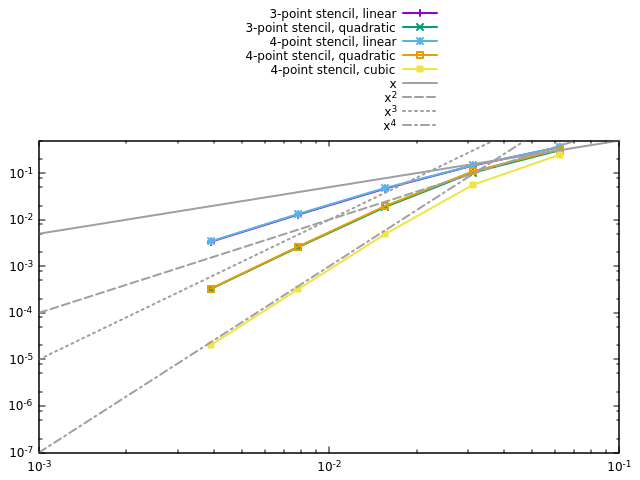 3-point stencil, linear
3-point stencil, quadratic
4-point stencil, linear
4-point stencil, quadratic
4-point stencil, cubic
x
x²
x³
x⁴
10⁻¹
10⁻²
10⁻³
10⁻⁴
10⁻⁵
10⁻⁶
10⁻⁷
10⁻³ 10⁻² 10⁻¹